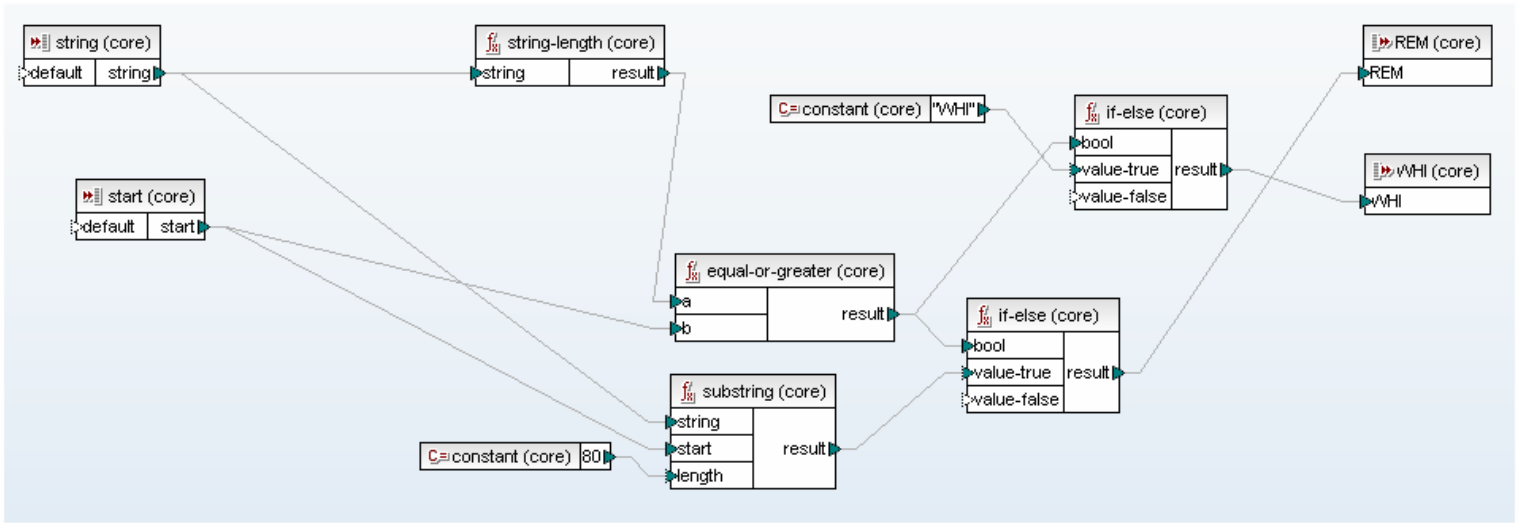 string (core)
default string
string-length (core)
string result
REM (core)
REM
C= constant (core) "WHI"
if-else (core)
bool
value-true result
value-false
WHI (core)
WHI
start (core)
default start
equal-or-greater (core)
a
b
result
if-else (core)
bool
value-true result
value-false
substring (core)
string
start result
length
C= constant (core) 80